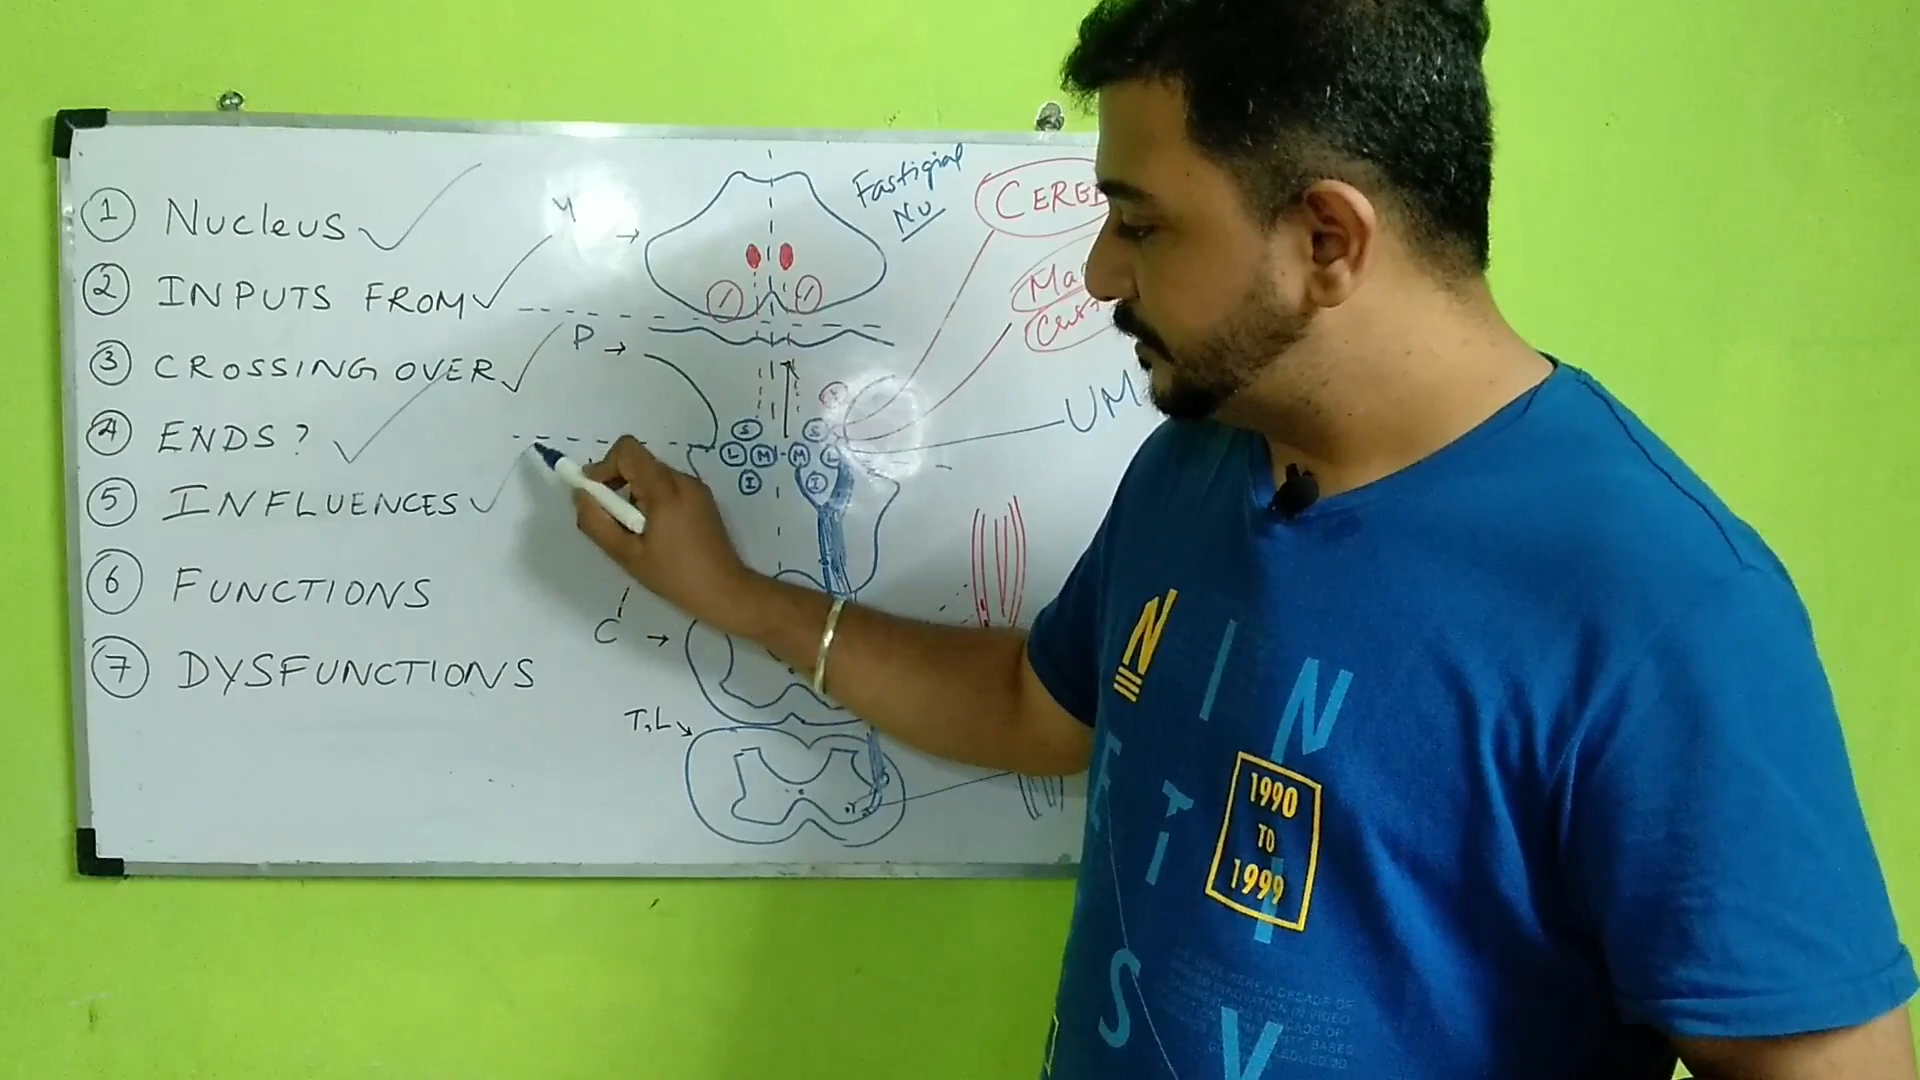 1 NUCLEUS
2 INPUTS FROM
3 CROSSING OVER
4 ENDS?
5 INFLUENCES
6 FUNCTIONS
7 DYSFUNCTIONS
Fastigial
NU
CEREB
P
S
S
L
M
M
L
I
I
UM
C
T,L
N
I
N
E
T
I
S
Y
1990
TO
1999